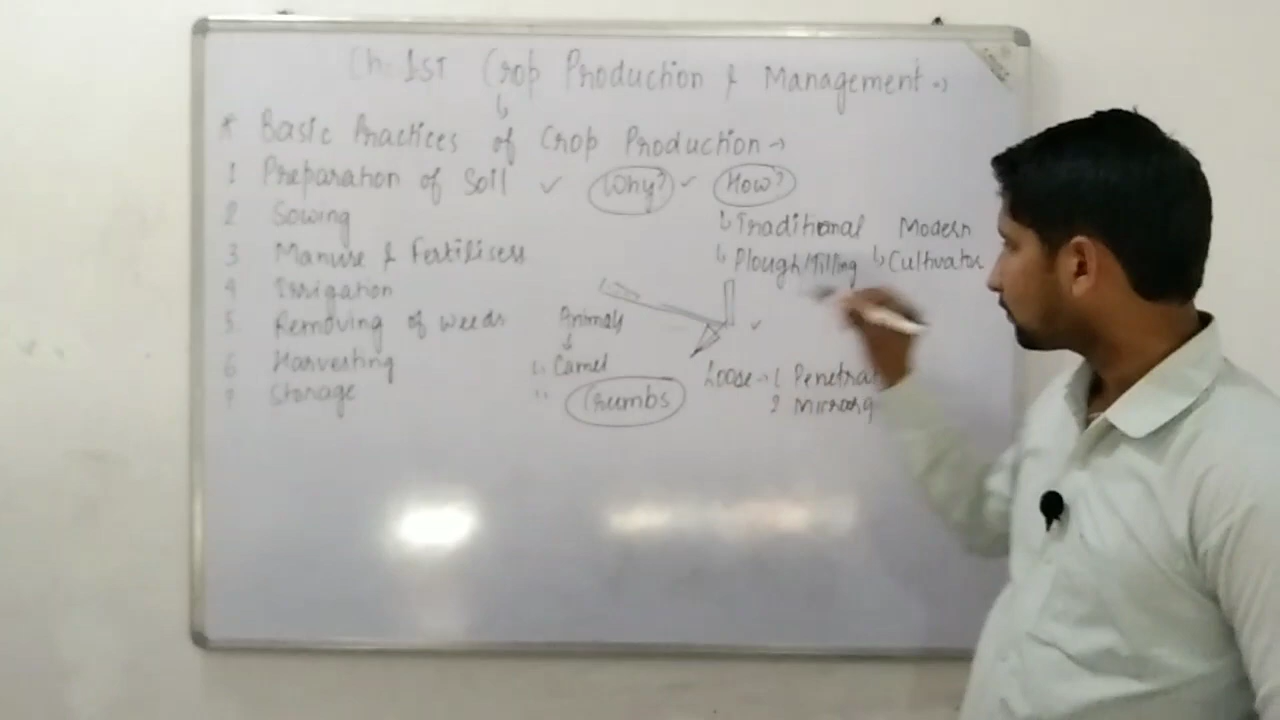 Ch. 1st Crop Production & Management →
* Basic Practices of Crop Production →
1 Preparation of Soil ✓ Why? ✓ How?
2 Sowing
3 Manure & Fertilisers
4 Irrigation
5. Removing of weeds
6 Harvesting
7 Storage
↳ Traditional Modern
↳ Plough/Tilling ↳ Cultivator
Animals
↓
Camel
Crumbs
Loose → 1 Penetrat
2 Microrg